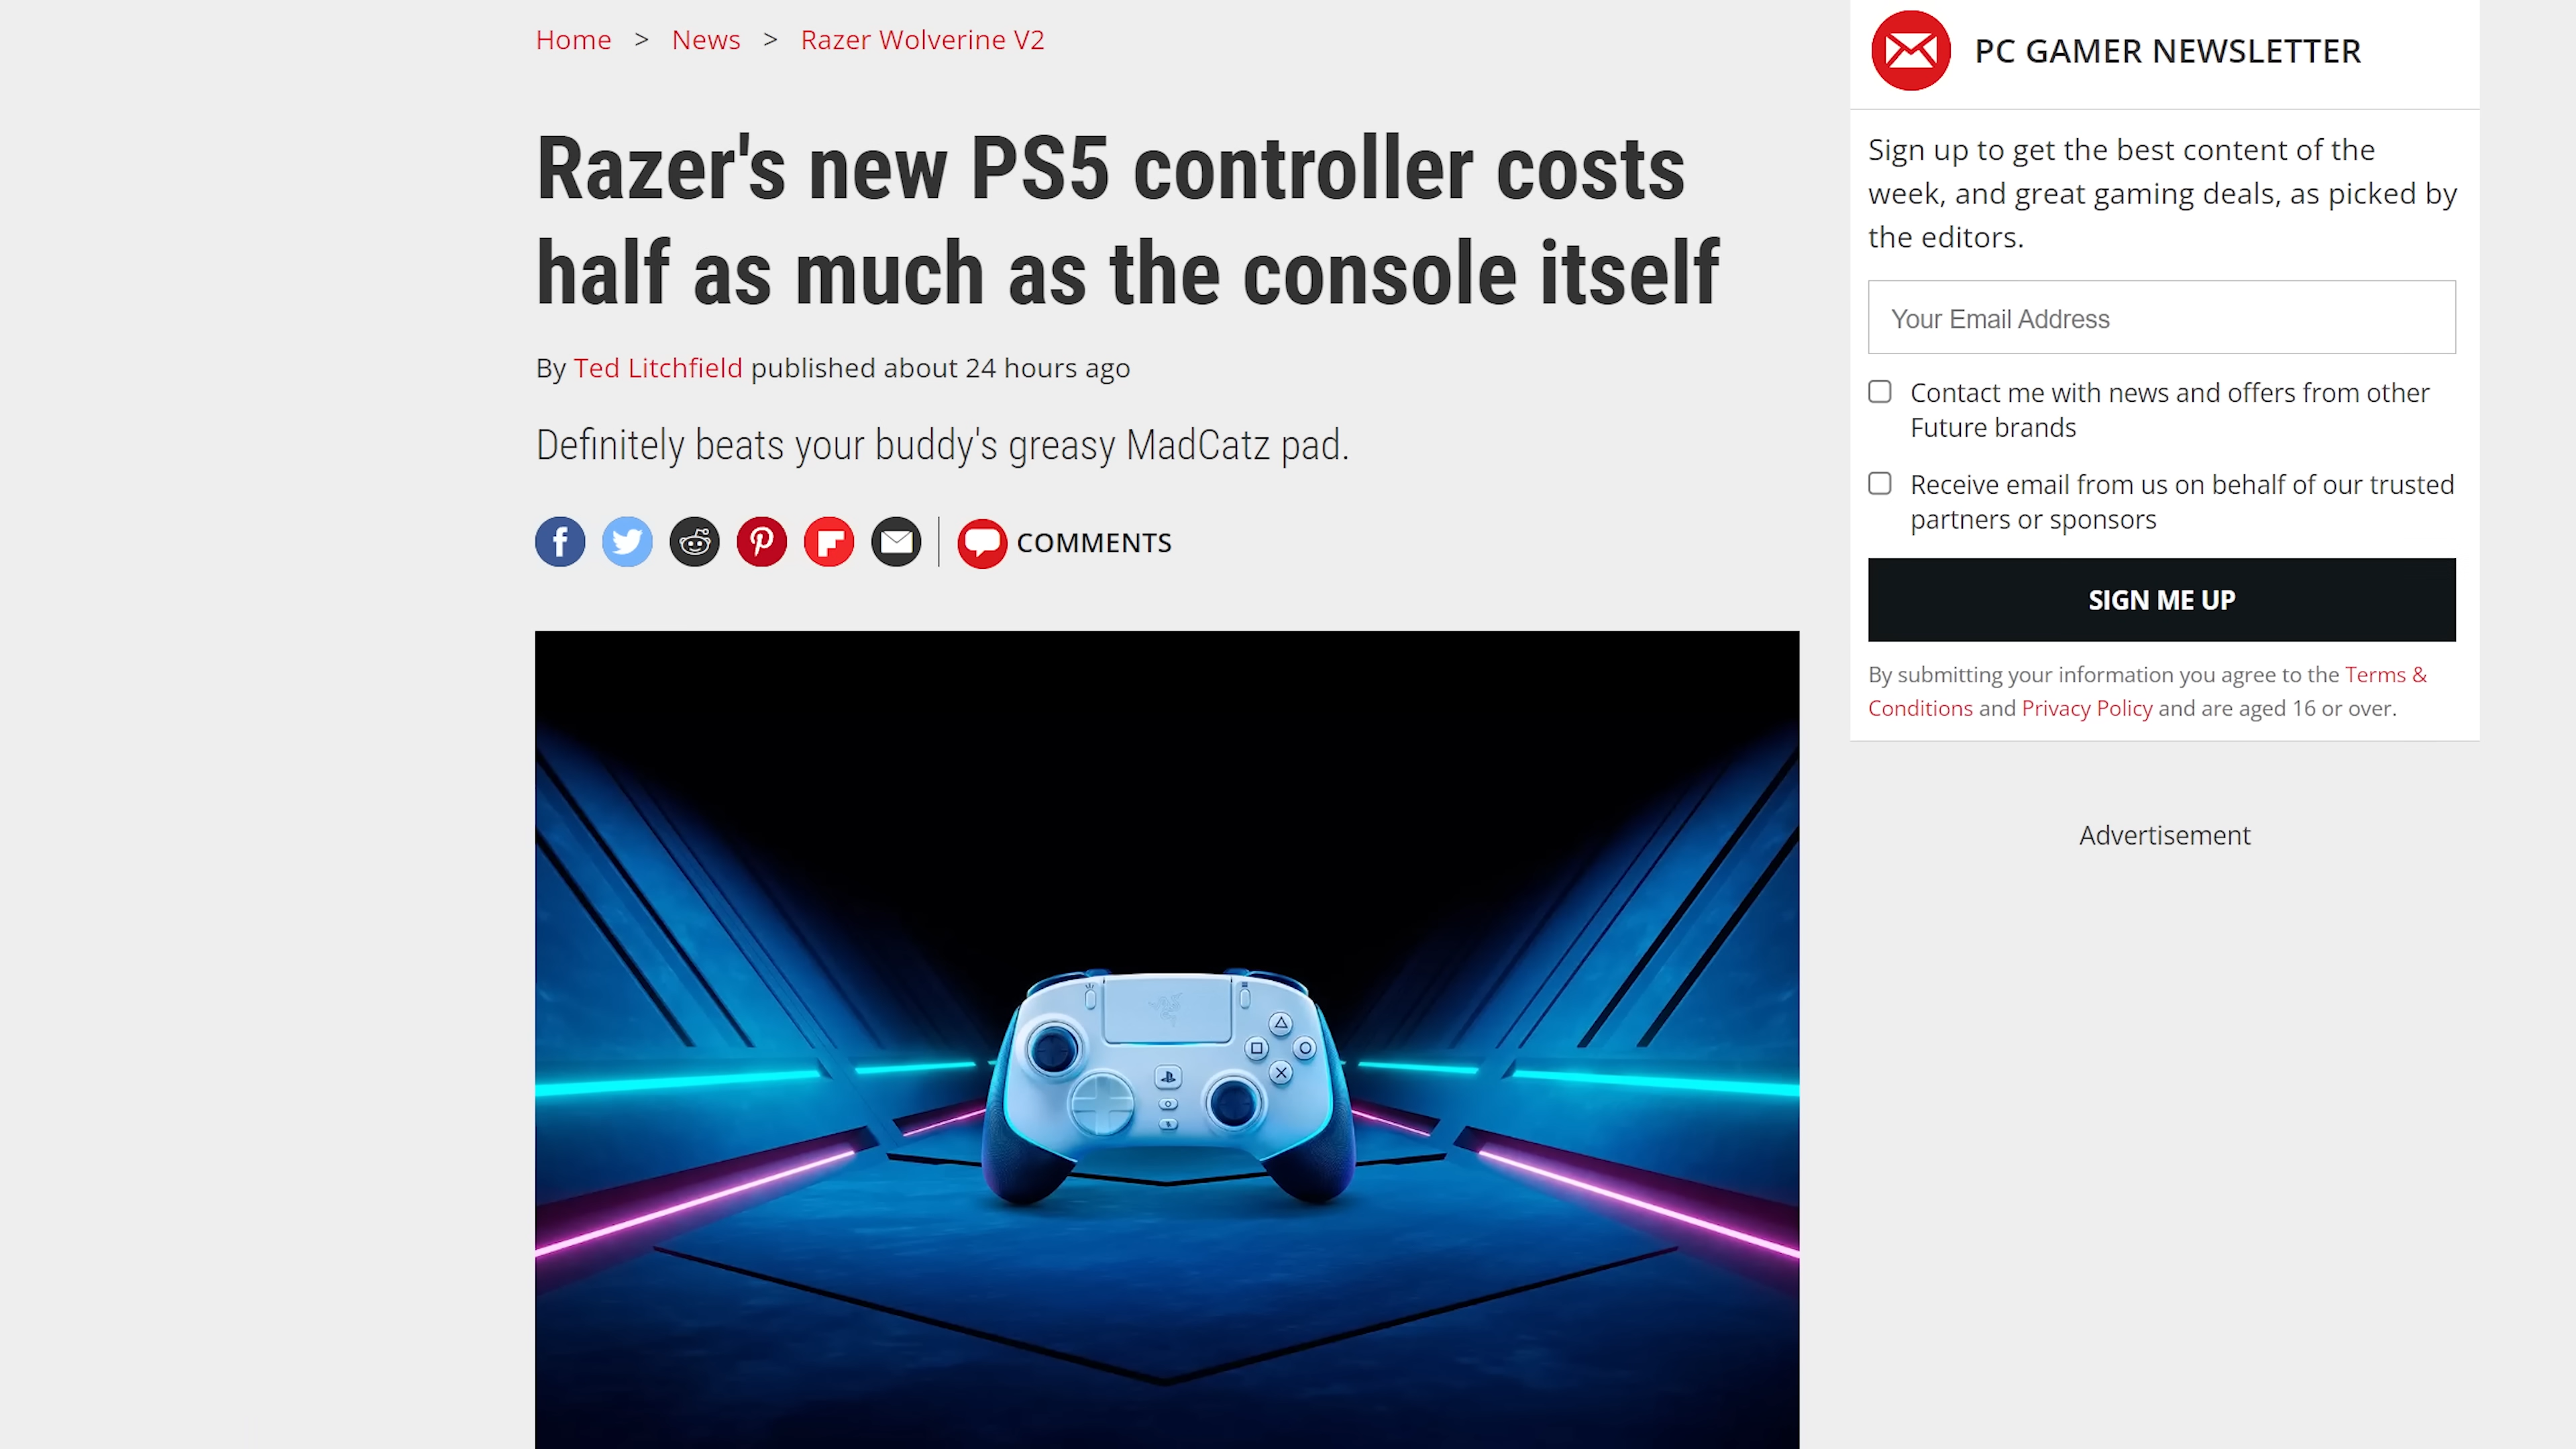 Home > News > Razer Wolverine V2
Razer's new PS5 controller costs
half as much as the console itself
By Ted Litchfield published about 24 hours ago
Definitely beats your buddy's greasy MadCatz pad.
COMMENTS
PC GAMER NEWSLETTER
Sign up to get the best content of the
week, and great gaming deals, as picked by
the editors.
Your Email Address
Contact me with news and offers from other
Future brands
Receive email from us on behalf of our trusted
partners or sponsors
SIGN ME UP
By submitting your information you agree to the Terms &
Conditions and Privacy Policy and are aged 16 or over.
Advertisement